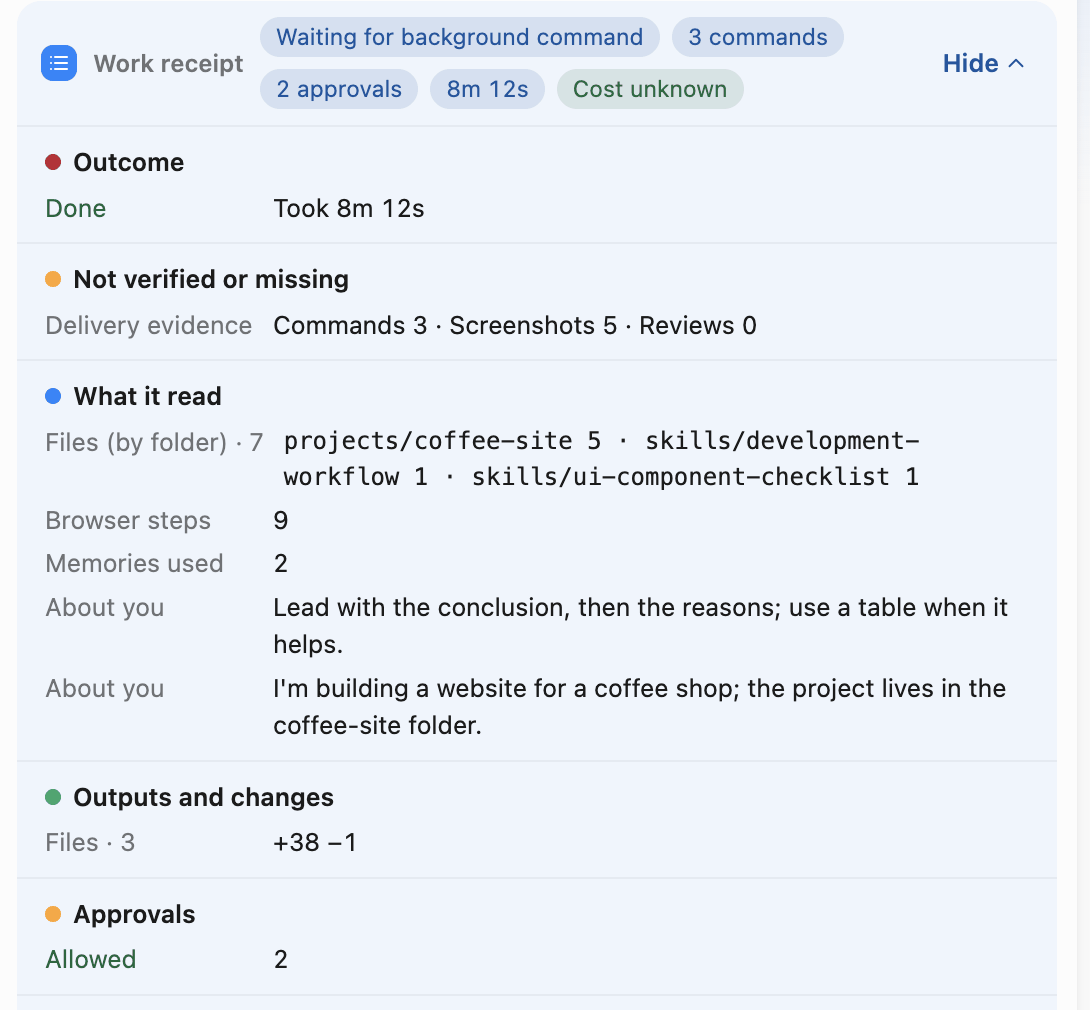 Work receipt
Waiting for background command
3 commands
2 approvals
8m 12s
Cost unknown
Hide
Outcome
Done Took 8m 12s
Not verified or missing
Delivery evidence Commands 3 · Screenshots 5 · Reviews 0
What it read
Files (by folder) · 7 projects/coffee-site 5 · skills/development-
workflow 1 · skills/ui-component-checklist 1
Browser steps 9
Memories used 2
About you Lead with the conclusion, then the reasons; use a table when it
helps.
About you I'm building a website for a coffee shop; the project lives in the
coffee-site folder.
Outputs and changes
Files · 3 +38 −1
Approvals
Allowed 2